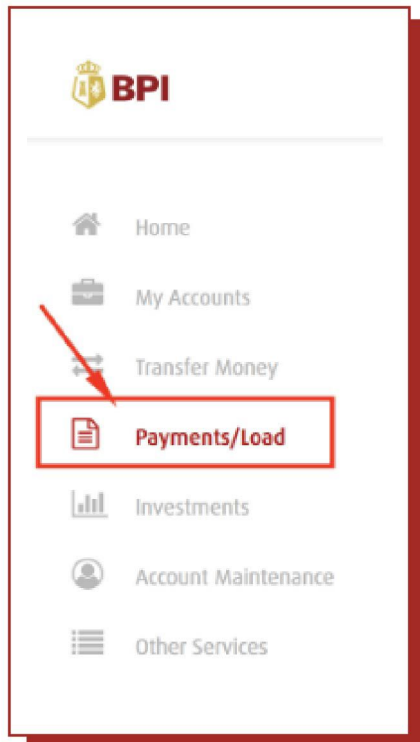 BPI
Home
My Accounts
Transfer Money
Payments/Load
Investments
Account Maintenance
Other Services